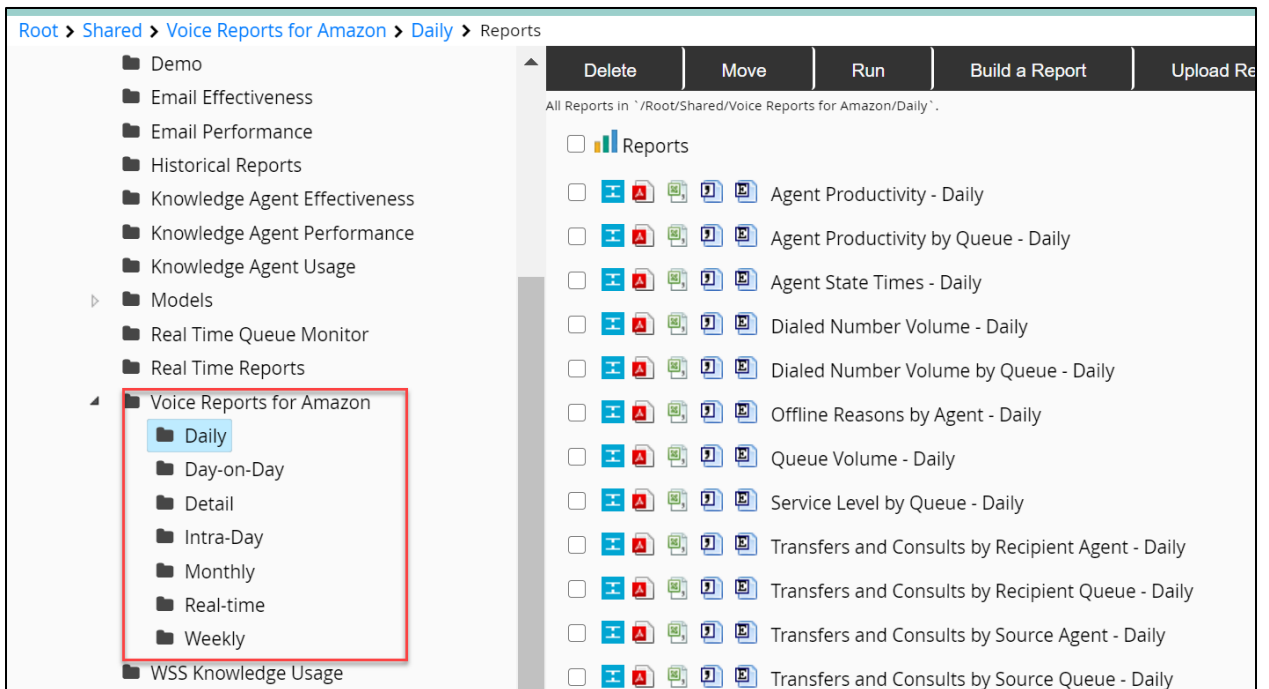 Root > Shared > Voice Reports for Amazon > Daily > Reports
Demo
Email Effectiveness
Email Performance
Historical Reports
Knowledge Agent Effectiveness
Knowledge Agent Performance
Knowledge Agent Usage
Models
Real Time Queue Monitor
Real Time Reports
Voice Reports for Amazon
Daily
Day-on-Day
Detail
Intra-Day
Monthly
Real-time
Weekly
WSS Knowledge Usage
Delete Move Run Build a Report Upload Re
All Reports in `/Root/Shared/Voice Reports for Amazon/Daily`.
Reports
Agent Productivity - Daily
Agent Productivity by Queue - Daily
Agent State Times - Daily
Dialed Number Volume - Daily
Dialed Number Volume by Queue - Daily
Offline Reasons by Agent - Daily
Queue Volume - Daily
Service Level by Queue - Daily
Transfers and Consults by Recipient Agent - Daily
Transfers and Consults by Recipient Queue - Daily
Transfers and Consults by Source Agent - Daily
Transfers and Consults by Source Queue - Daily